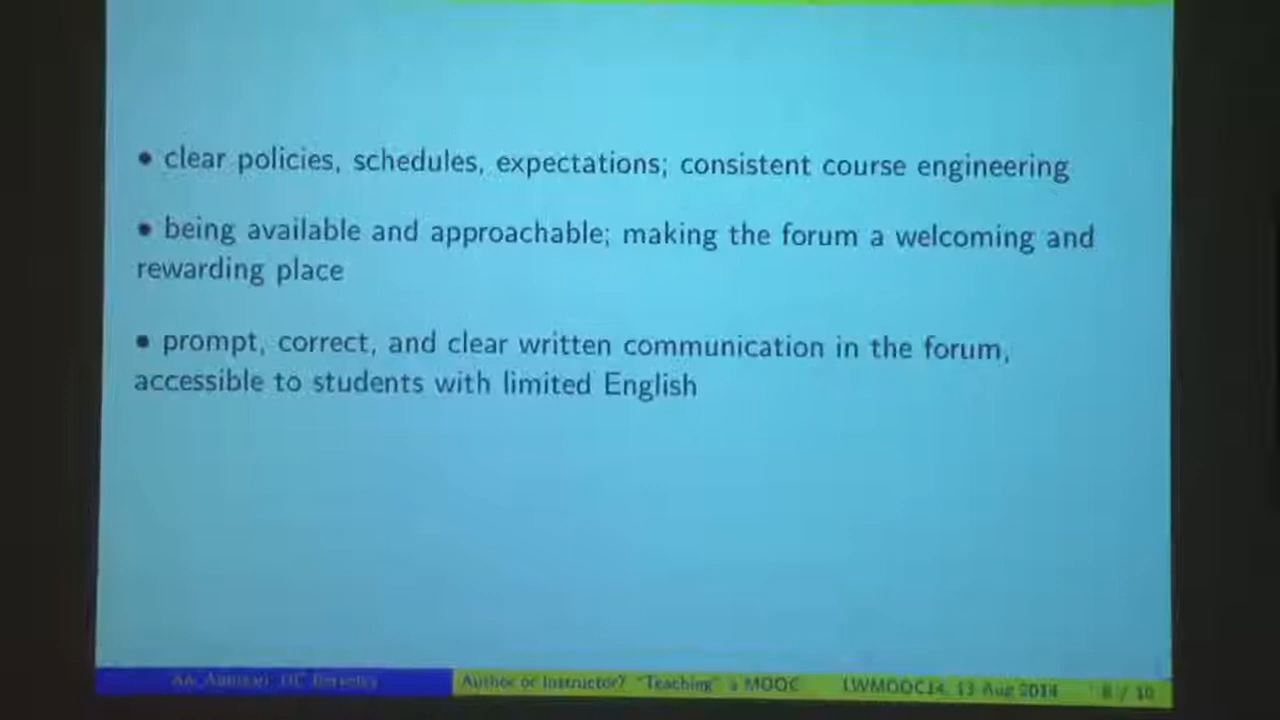 • clear policies, schedules, expectations; consistent course engineering
• being available and approachable; making the forum a welcoming and
rewarding place
• prompt, correct, and clear written communication in the forum,
accessible to students with limited English
UC Berkeley Author or Instructor? "Teaching" a MOOC LWMOOC14, 13 Aug 2014 8 / 10